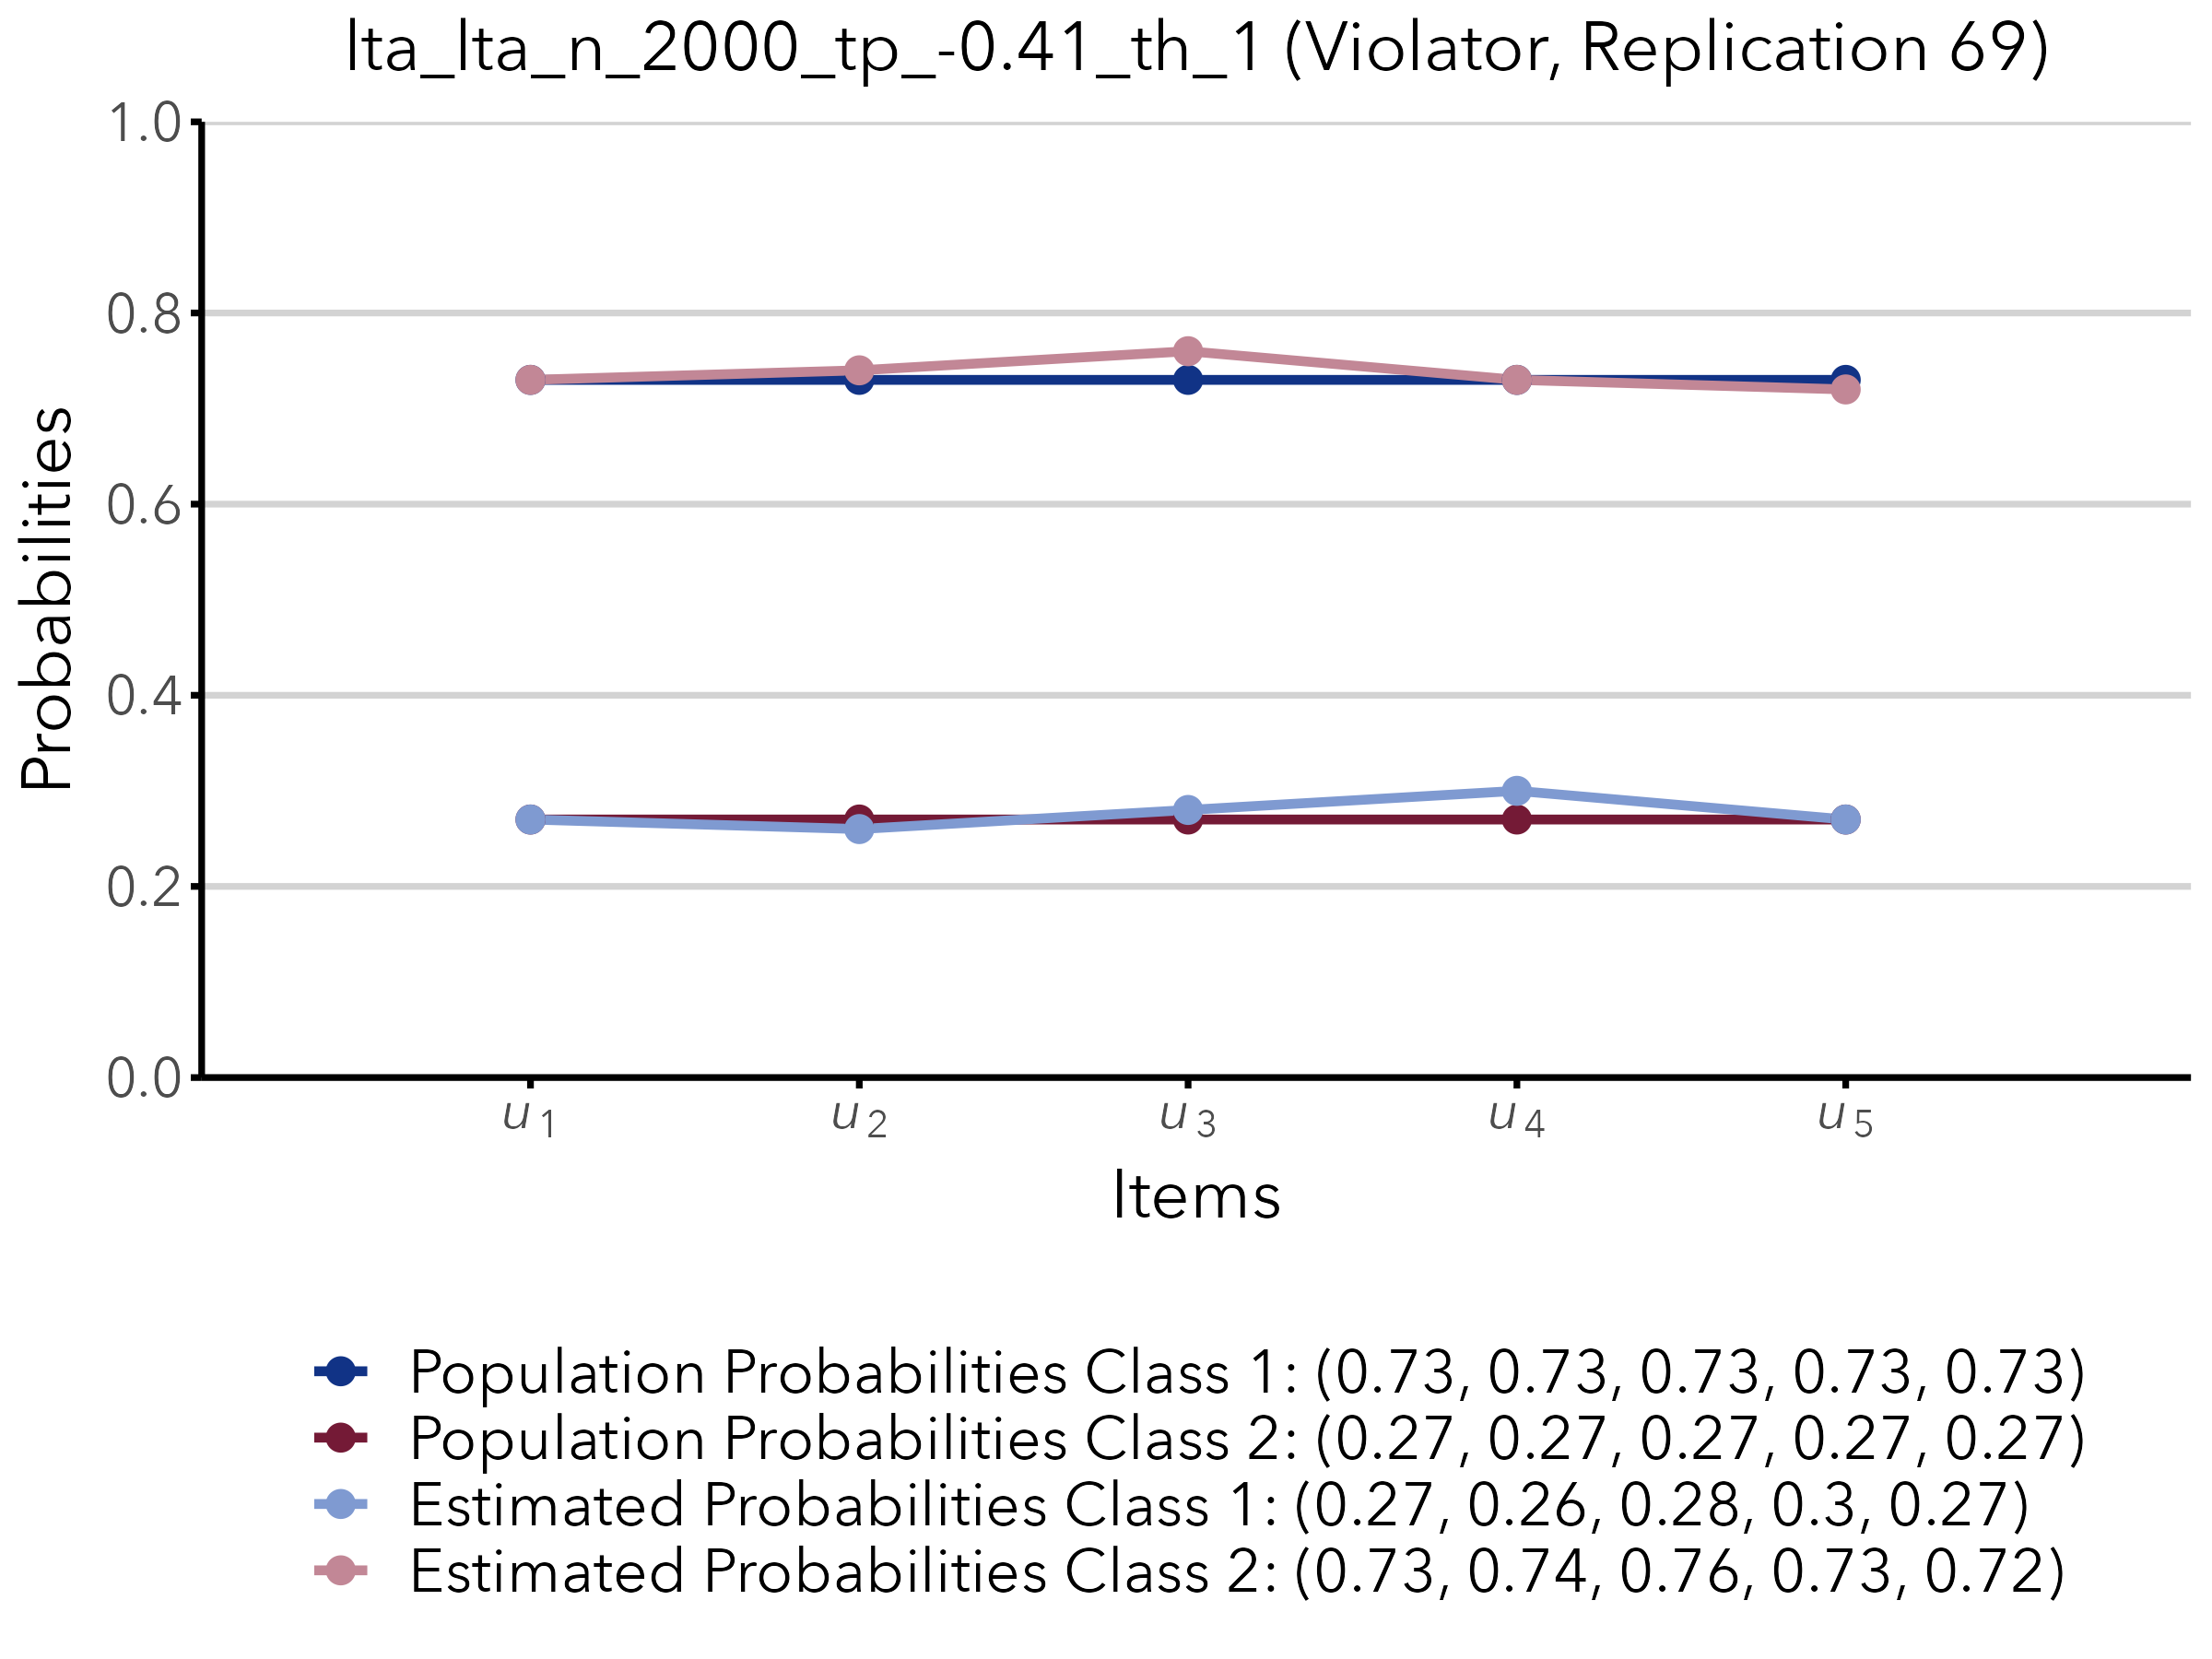 lta_lta_n_2000_tp_-0.41_th_1 (Violator, Replication 69)
1.0
0.8
0.6
0.4
0.2
0.0
Probabilities
u1 u2 u3 u4 u5
Items
Population Probabilities Class 1: (0.73, 0.73, 0.73, 0.73, 0.73)
Population Probabilities Class 2: (0.27, 0.27, 0.27, 0.27, 0.27)
Estimated Probabilities Class 1: (0.27, 0.26, 0.28, 0.3, 0.27)
Estimated Probabilities Class 2: (0.73, 0.74, 0.76, 0.73, 0.72)